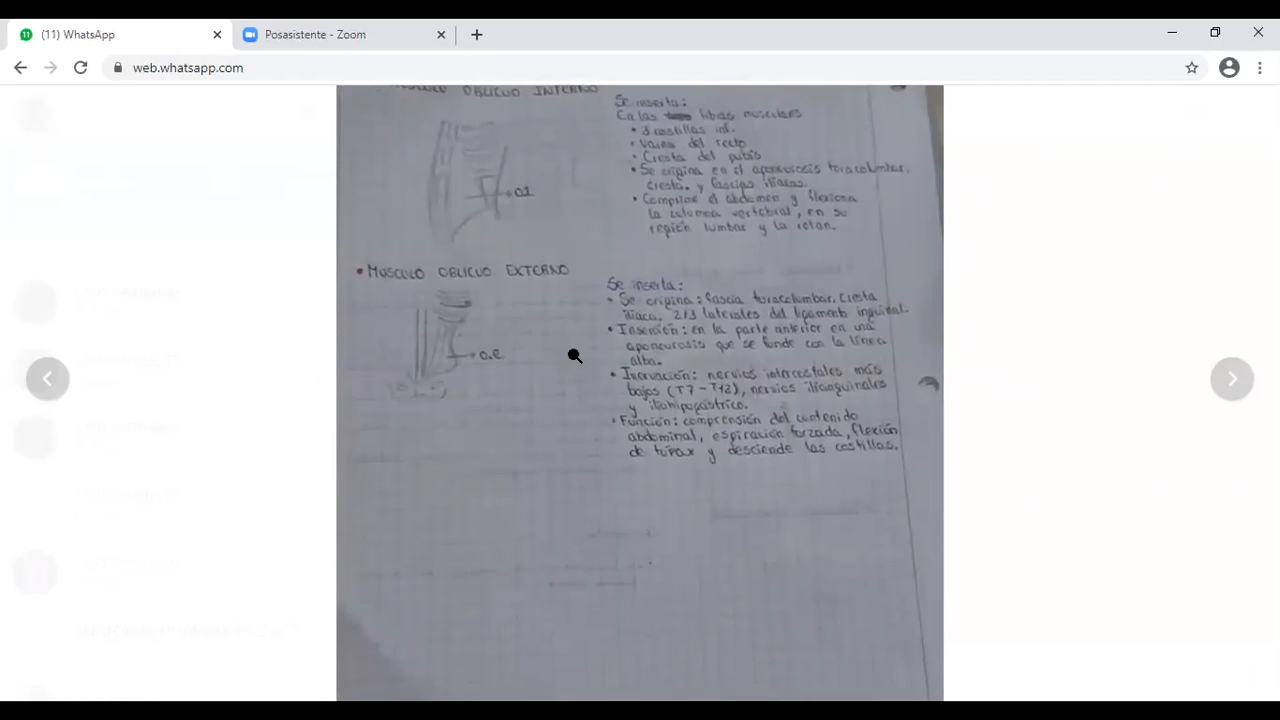 (11) WhatsApp
Posasistente - Zoom
web.whatsapp.com
OBLICUO INTERNO
Se inserta:
En las fibras musculares
• 3 costillas inf.
• Vaina del recto
• Cresta del pubis
• Se origina en el aponeurosis toracolumbar,
cresta. y fascias ilíacas.
• Comprime el abdomen y flexiona
la columna vertebral, en su
región lumbar y la rotan.
O.I
• MUSCULO OBLICUO EXTERNO
o.e
Se inserta:
• Se origina: fascia toracolumbar, cresta
iliaca, 2/3 laterales del ligamento inguinal.
• Inserción: en la parte anterior en una
aponeurosis que se funde con la línea
alba.
• Inervación: nervios intercostales más
bajos (T7-T12), nervios ilianguinales
y iliohipogástrico.
• Función: comprensión del contenido
abdominal, espiración forzada, flexión
de tórax y desciende las costillas.